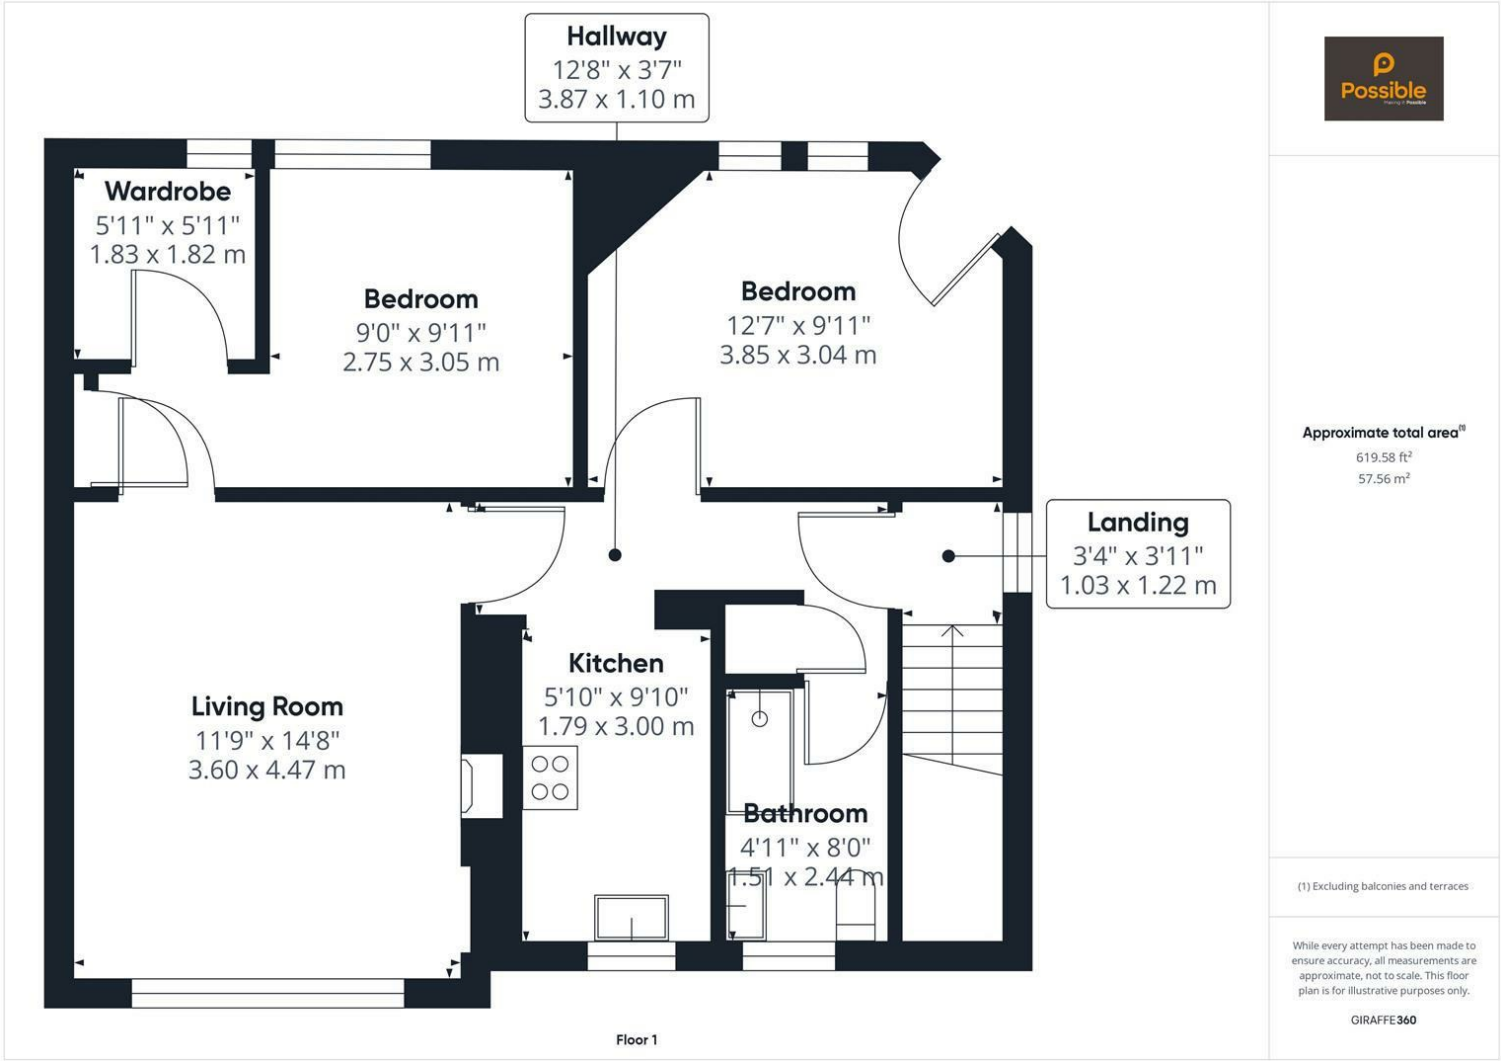 Hallway
12'8" x 3'7"
3.87 x 1.10 m
Possible
Making it Possible
Wardrobe
5'11" x 5'11"
1.83 x 1.82 m
Bedroom
9'0" x 9'11"
2.75 x 3.05 m
Bedroom
12'7" x 9'11"
3.85 x 3.04 m
Approximate total area(1)
619.58 ft²
57.56 m²
Landing
3'4" x 3'11"
1.03 x 1.22 m
Kitchen
5'10" x 9'10"
1.79 x 3.00 m
Living Room
11'9" x 14'8"
3.60 x 4.47 m
Bathroom
4'11" x 8'0"
1.51 x 2.44 m
(1) Excluding balconies and terraces
While every attempt has been made to
ensure accuracy, all measurements are
approximate, not to scale. This floor
plan is for illustrative purposes only.
GIRAFFE360
Floor 1